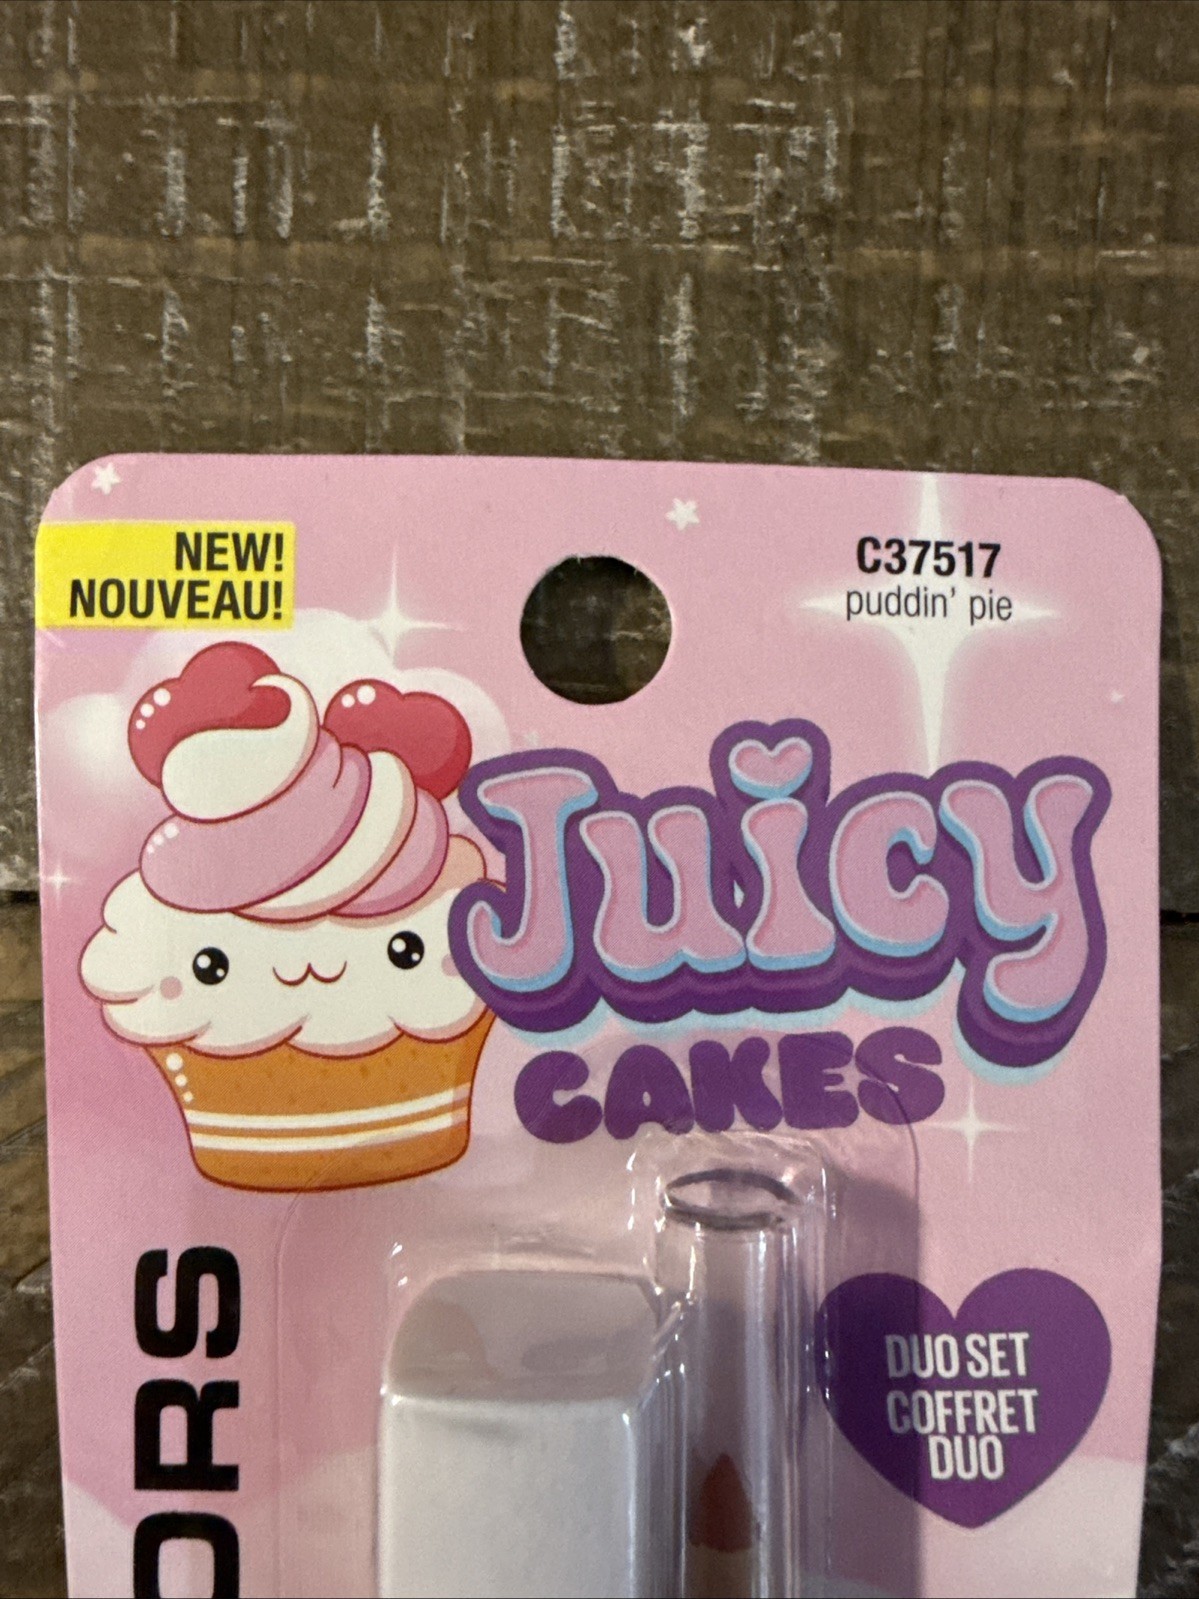 NEW!
NOUVEAU!
C37517
puddin' pie
Juicy
CAKES
DUO SET
COFFRET
DUO
ORS